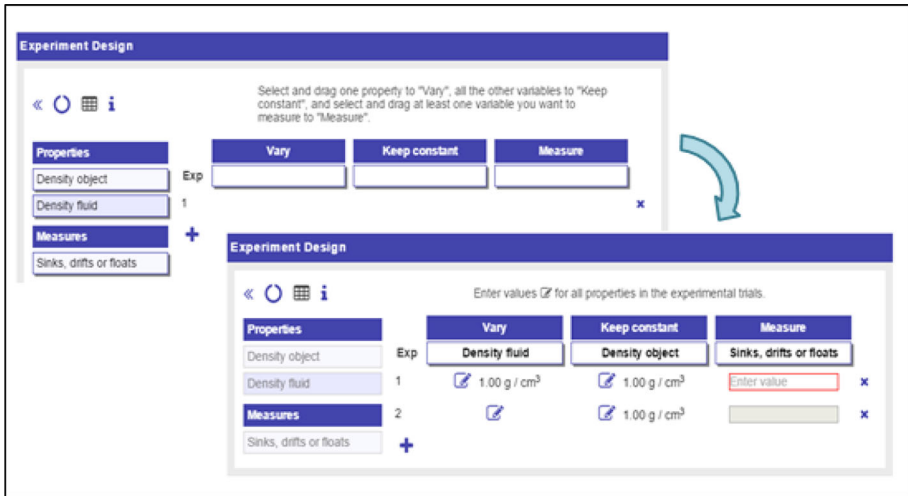 Experiment Design
Select and drag one property to "Vary", all the other variables to "Keep
constant", and select and drag at least one variable you want to
measure to "Measure".
Properties
Vary Keep constant Measure
Density object
Exp
Density fluid
1 x
Measures
Sinks, drifts or floats
Experiment Design
Enter values for all properties in the experimental trials.
Properties
Vary Keep constant Measure
Density object
Exp Density fluid Density object Sinks, drifts or floats
Density fluid
1 1.00 g / cm³ 1.00 g / cm³ Enter value x
Measures
2 1.00 g / cm³ x
Sinks, drifts or floats